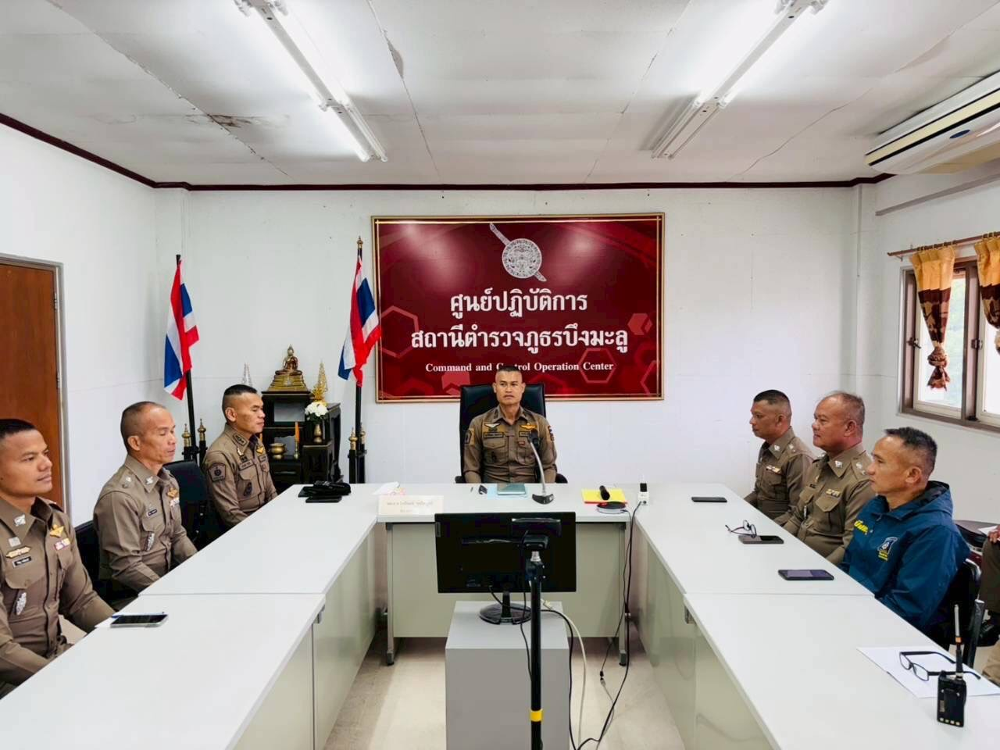 ศูนย์ปฏิบัติการ
สถานีตำรวจภูธรบึงมะลู
Command and Control Operation Center